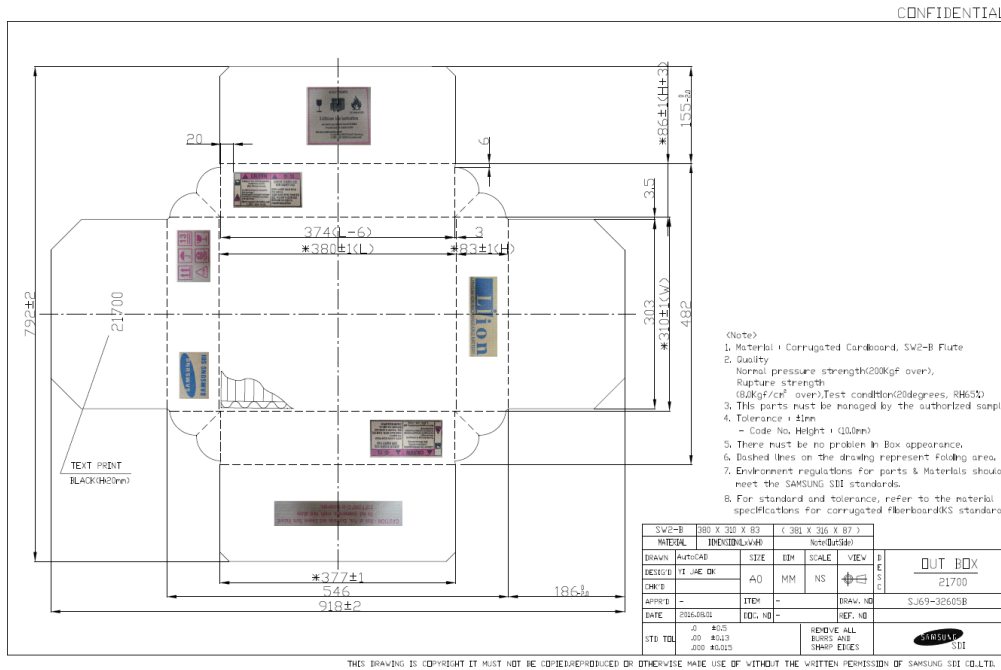 CONFIDENTIAL
20
6
*86±1(H+3)
155
3.5
374(L-6)
3
*380±1(L)
*83±1(H)
792±2
21700
303
*310±1(W)
482
Li-ion
SAMSUNG SDI
SAMSUNG
TEXT PRINT
BLACK(H=20mm)
*377±1
546
186
918±2
<Note>
1. Material : Corrugated Cardboard, SW2-B Flute
2. Quality
Normal pressure strength(200Kgf over),
Rupture strength
(8.0Kgf/cm² over),Test condition(20degrees, RH65%)
3. This parts must be managed by the authorized sampl
4. Tolerance : ±1mm
- Code No. Height : (10.0mm)
5. There must be no problem in Box appearance.
6. Dashed lines on the drawing represent folding area.
7. Environment regulations for parts & Materials should
meet the SAMSUNG SDI standards.
8. For standard and tolerance, refer to the material
specifications for corrugated fiberboard(KS standard
SW2-B 380 X 310 X 83 ( 381 X 316 X 87 )
MATERIAL DIMENSION(LxWxH) Note(OutSide)
DRAWN AutoCAD SIZE DIM SCALE VIEW DESC OUT BOX
DESIG'D YI JAE OK A0 MM NS 21700
CHK'D
APPR'D - ITEM - DRAW. NO SJ69-32605B
DATE 2016.08.01 DOC. NO - REF. NO
STD TOL .0 ±0.5
.00 ±0.13
.000 ±0.015
REMOVE ALL
BURRS AND
SHARP EDGES
SAMSUNG SDI
THIS DRAWING IS COPYRIGHT IT MUST NOT BE COPIED,REPRODUCED OR OTHERWISE MADE USE OF WITHOUT THE WRITTEN PERMISSION OF SAMSUNG SDI CO.,LTD.